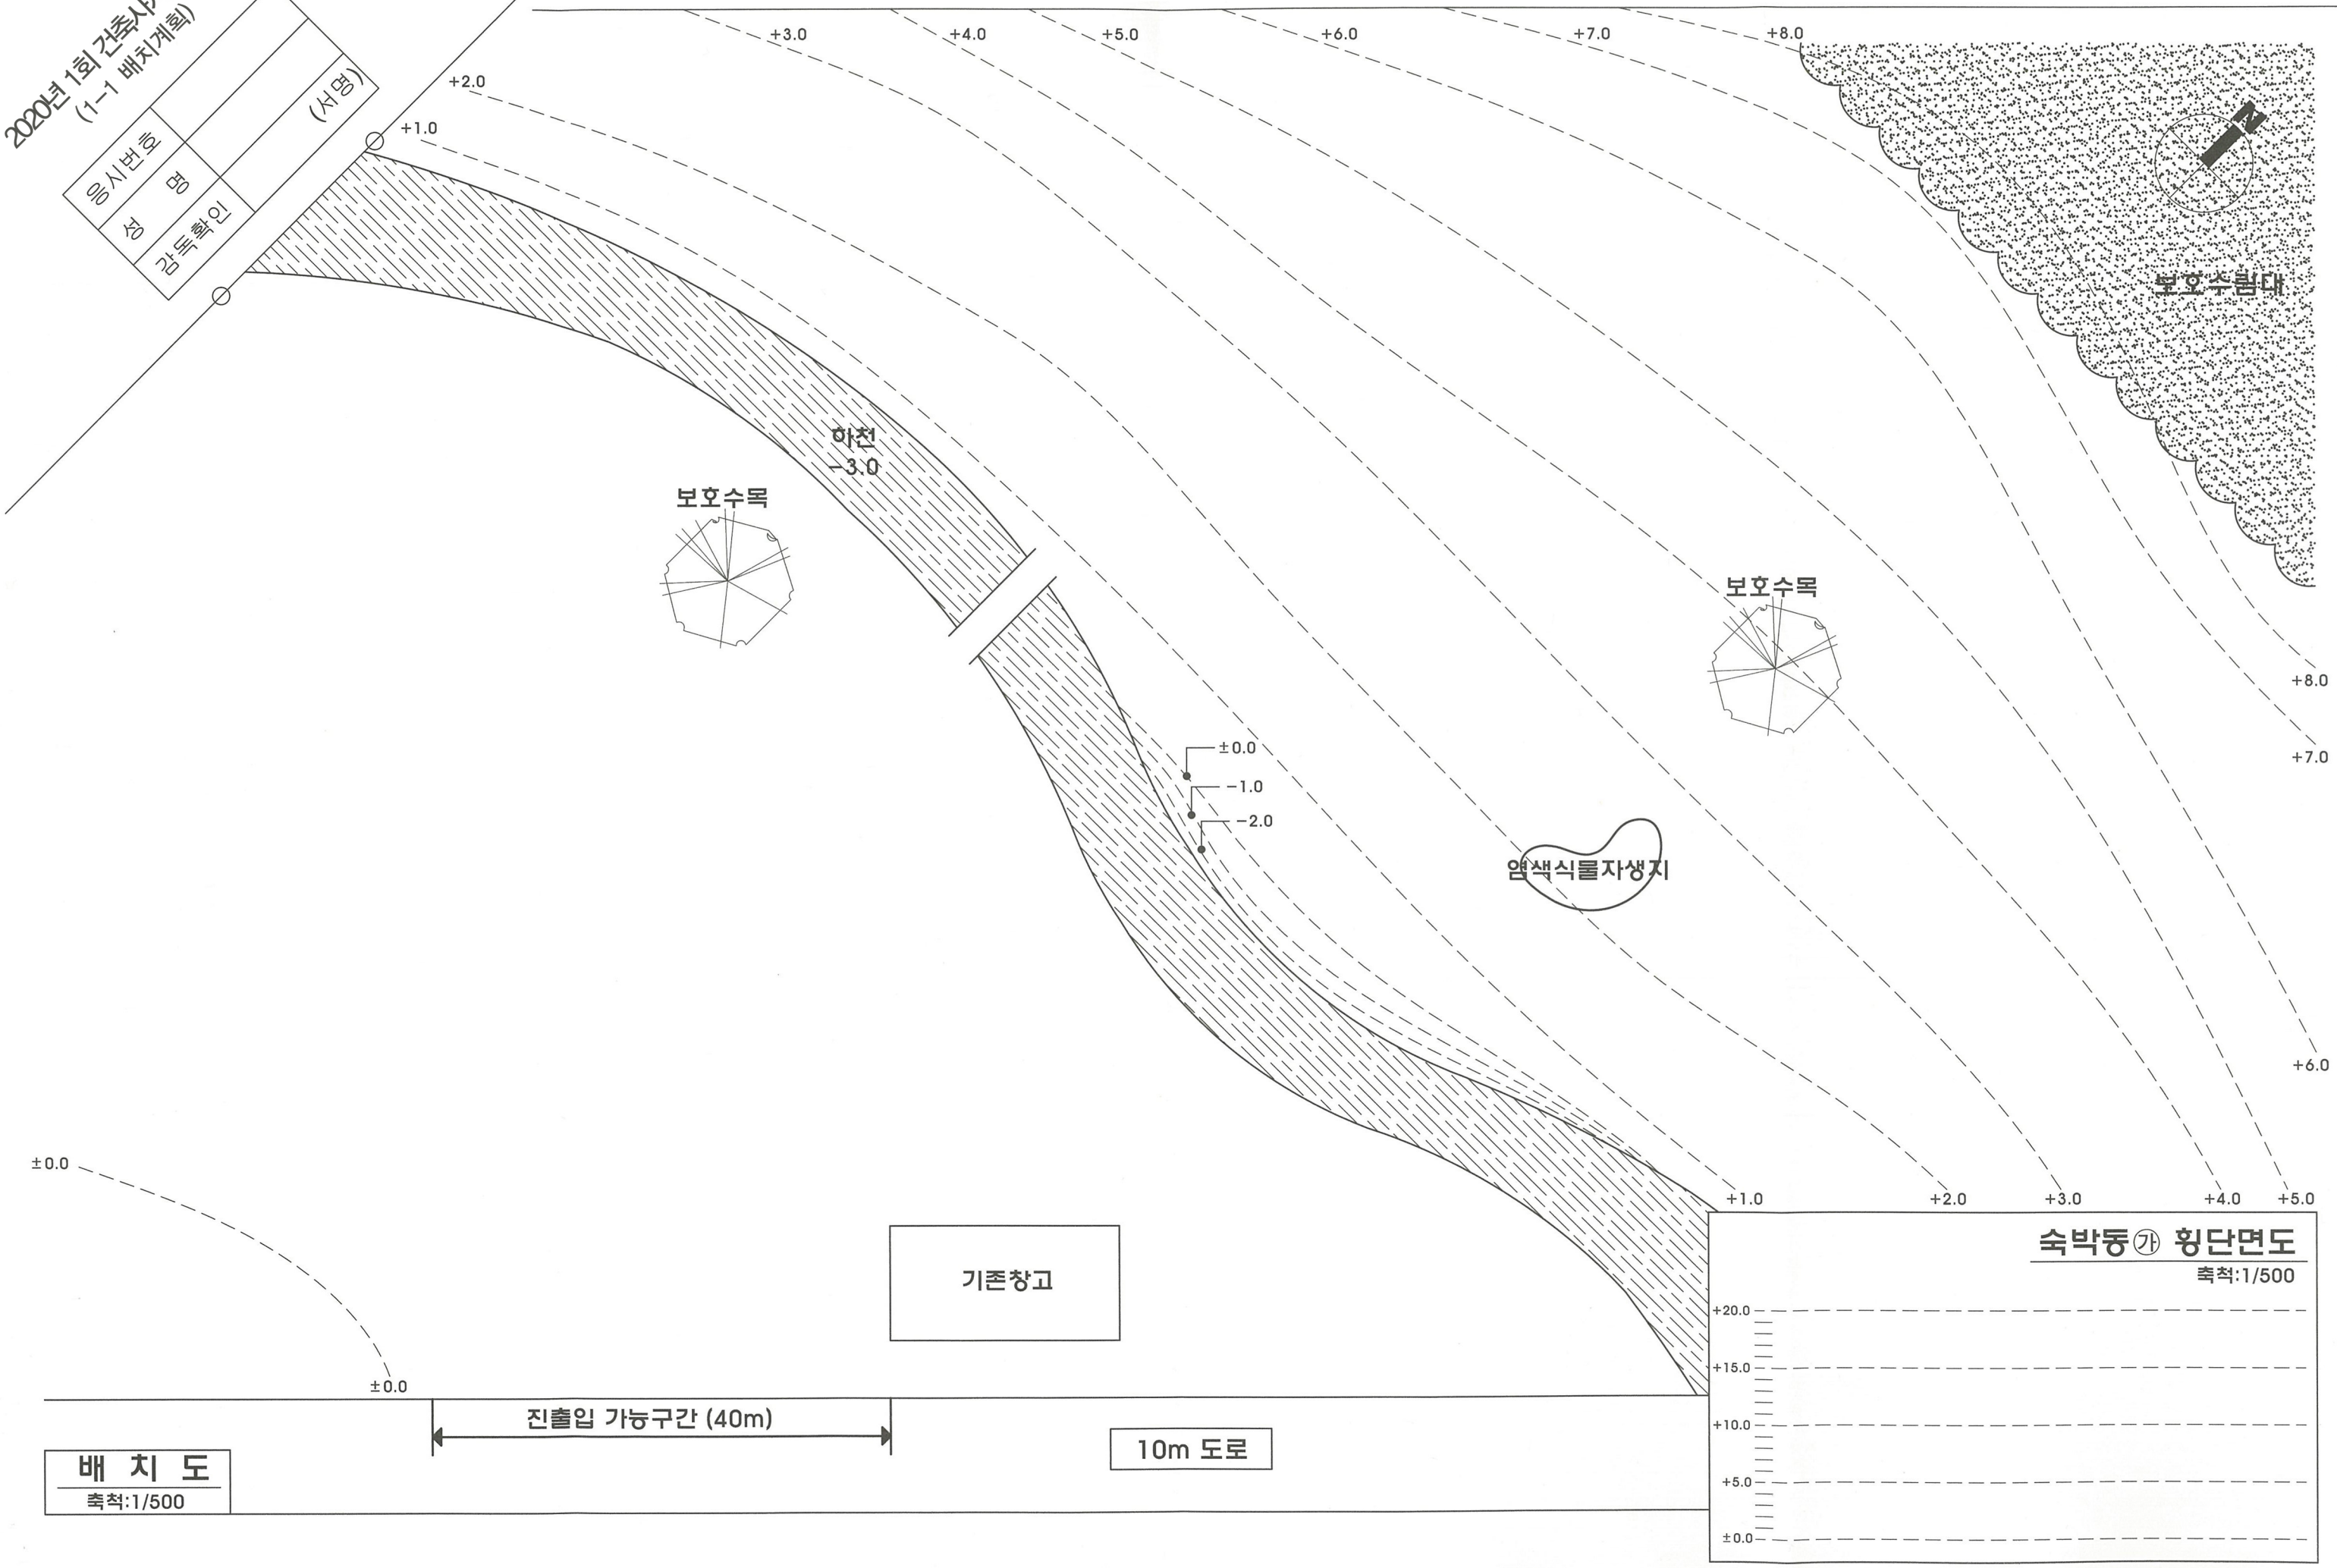 2020년 1회 건축사
(1-1 배치계획)
응시번호
성 명
감독확인
(서명)
+3.0
+4.0
+5.0
+6.0
+7.0
+8.0
+2.0
+1.0
N
보호수림대
하천
-3.0
보호수목
보호수목
+8.0
±0.0
+7.0
-1.0
-2.0
염색식물자생지
+6.0
±0.0
+1.0
+2.0
+3.0
+4.0
+5.0
기존창고
숙박동㉮ 횡단면도
축척:1/500
+20.0
+15.0
+10.0
+5.0
±0.0
±0.0
진출입 가능구간 (40m)
10m 도로
배 치 도
축척:1/500